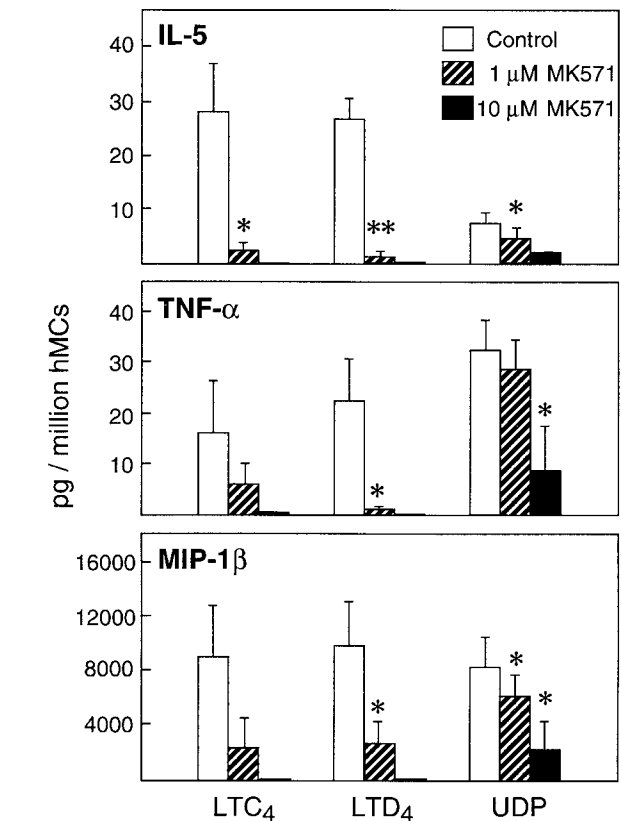 IL-5
Control
1 μM MK571
10 μM MK571
40
30
20
10
*
**
*
TNF-α
40
30
20
10
*
*
pg / million hMCs
MIP-1β
16000
12000
8000
4000
*
*
*
LTC₄ LTD₄ UDP